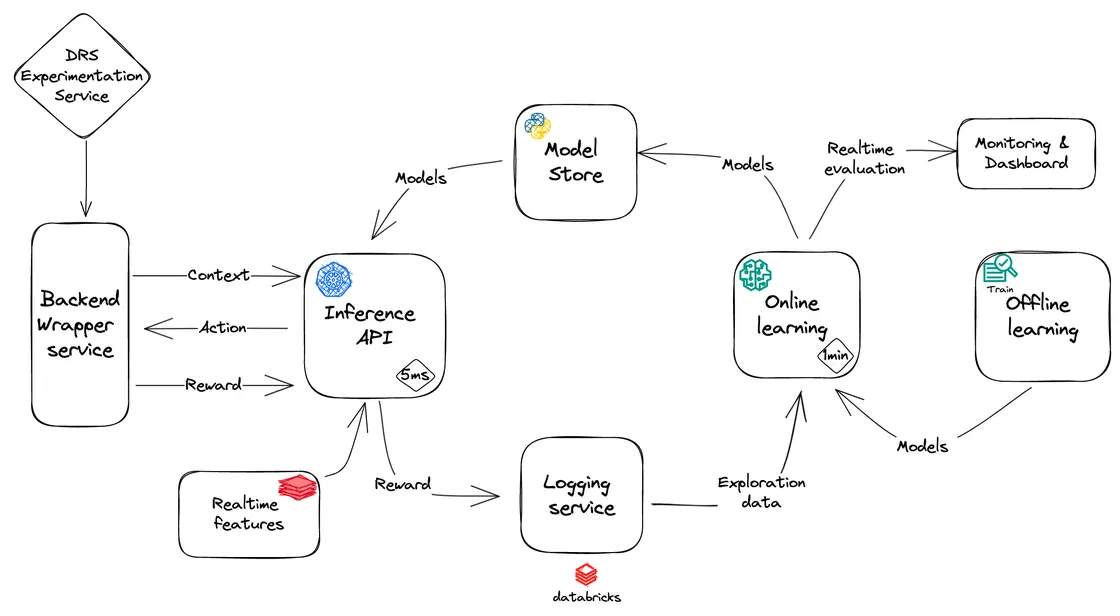 DRS
Experimentation
Service
Model
Store
Models
Models
Realtime
evaluation
Monitoring &
Dashboard
Backend
Wrapper
service
Context
Action
Reward
Inference
API
5ms
Online
learning
1min
Train
Offline
learning
Models
Realtime
features
Reward
Logging
service
Exploration
data
databricks